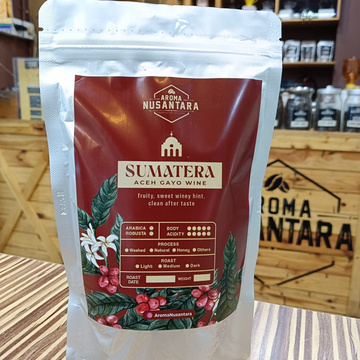 AROMA
NUSANTARA
SUMATERA
ACEH GAYO WINE
fruity, sweet winny hint.
clean after taste
ARABICA
ROBUSTA
BODY
ACIDITY
PROCESS
Washed Natural Honey Others
ROAST
Light Medium Dark
ROAST DATE
WEIGHT
AromaNusantara
AROMA
NUSANTARA